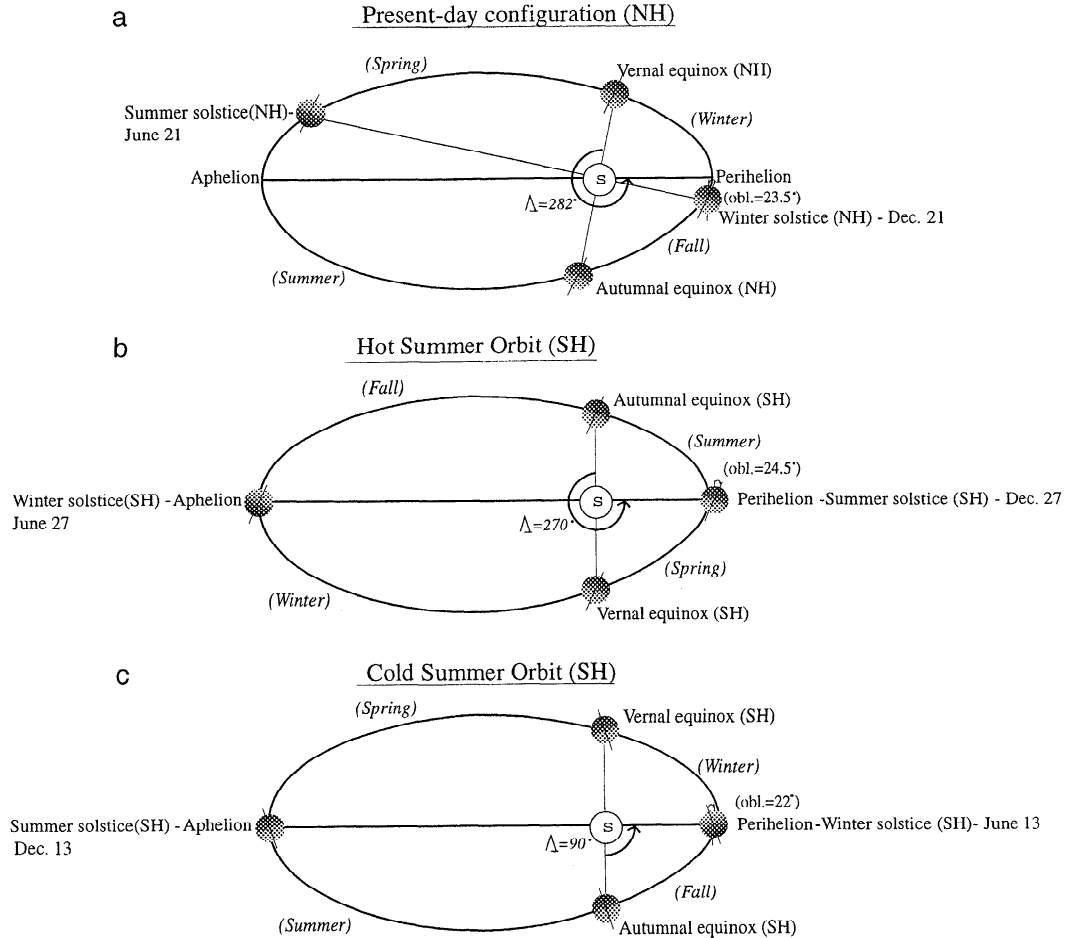 a
Present-day configuration (NH)
(Spring)
Vernal equinox (NH)
Summer solstice(NH)-
June 21
(Winter)
Aphelion
S
Perihelion
(obl.=23.5°)
Λ=282°
Winter solstice (NH) - Dec. 21
(Fall)
(Summer)
Autumnal equinox (NH)
b
Hot Summer Orbit (SH)
(Fall)
Autumnal equinox (SH)
(Summer)
(obl.=24.5°)
Winter solstice(SH) -Aphelion
June 27
S
Perihelion -Summer solstice (SH) - Dec. 27
Λ=270°
(Spring)
(Winter)
Vernal equinox (SH)
c
Cold Summer Orbit (SH)
(Spring)
Vernal equinox (SH)
(Winter)
(obl.=22°)
Summer solstice(SH) -Aphelion
Dec. 13
S
Perihelion-Winter solstice (SH)- June 13
Λ=90°
(Fall)
(Summer)
Autumnal equinox (SH)